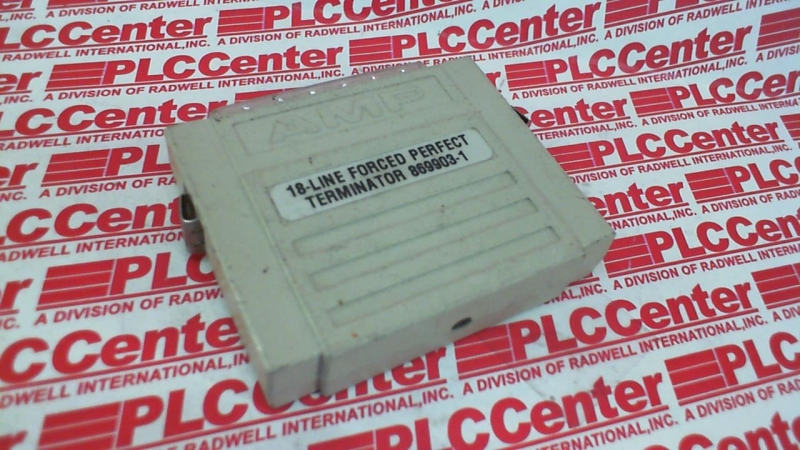 AMP
18-LINE FORCED PERFECT
TERMINATOR 869903-1
PLCCenter
A DIVISION OF RADWELL INTERNATIONAL,INC.